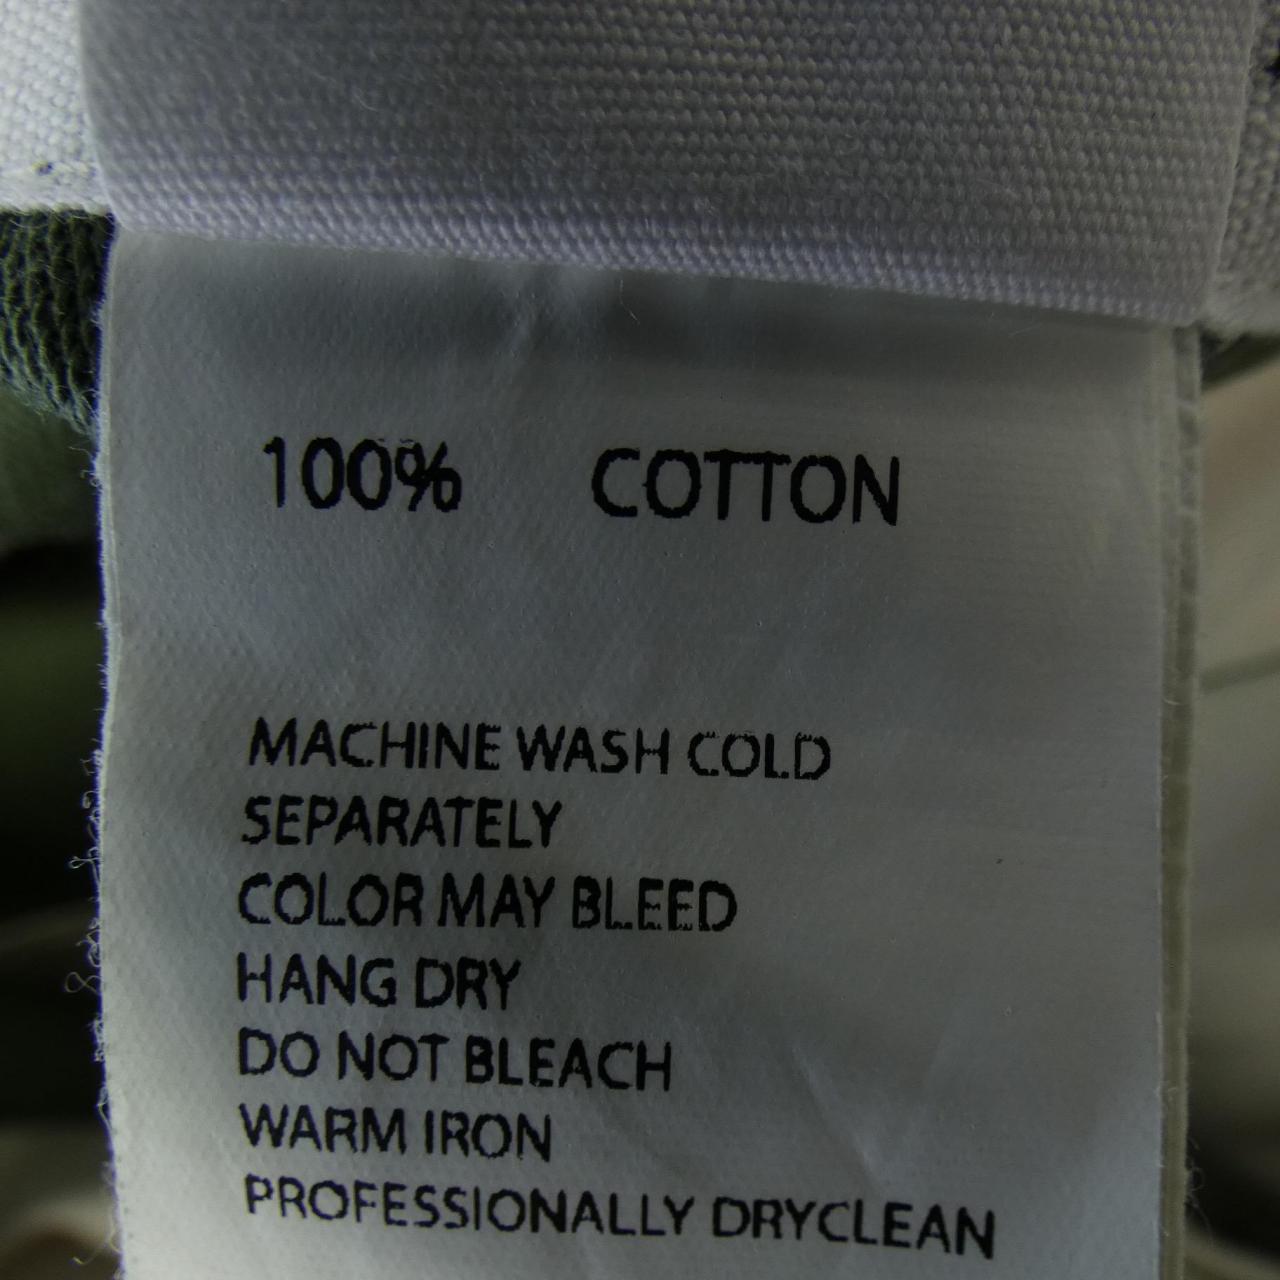 100% COTTON
MACHINE WASH COLD
SEPARATELY
COLOR MAY BLEED
HANG DRY
DO NOT BLEACH
WARM IRON
PROFESSIONALLY DRYCLEAN